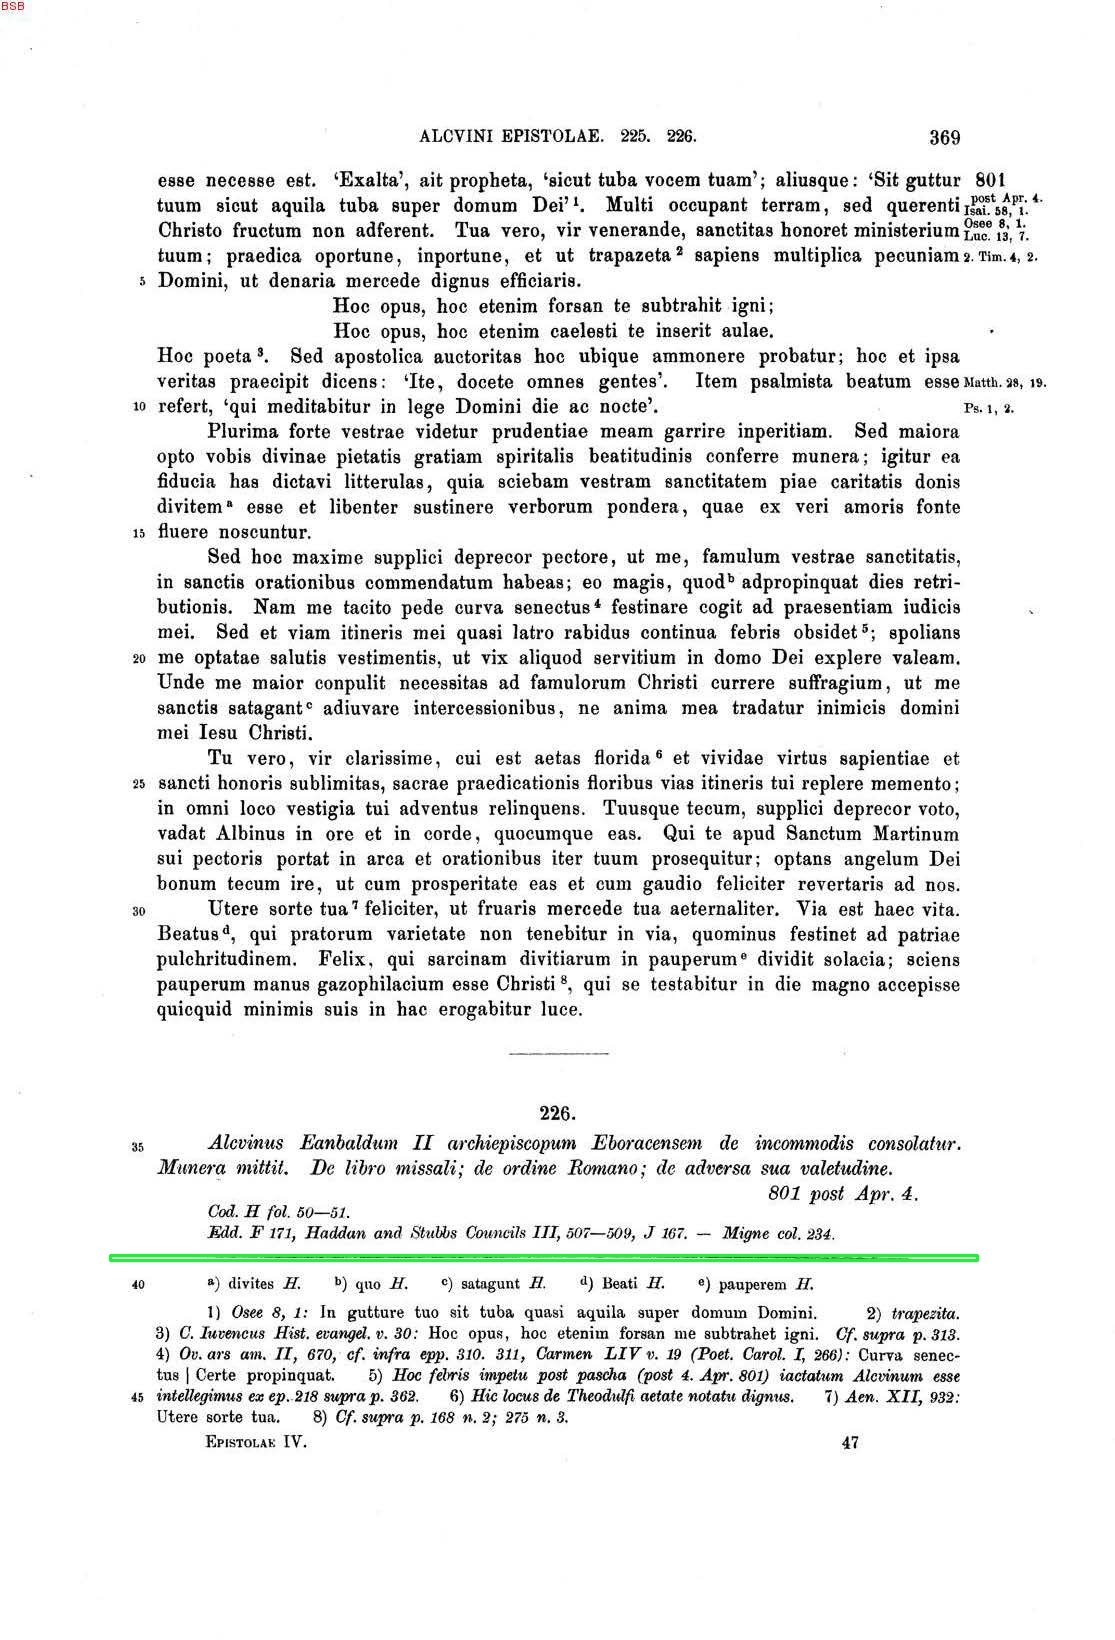 BSB
ALCVINI EPISTOLAE. 225. 226. 369
esse necesse est. ‘Exalta’, ait propheta, ‘sicut tuba vocem tuam’; aliusque: ‘Sit guttur 801
tuum sicut aquila tuba super domum Dei’ 1. Multi occupant terram, sed querenti post Apr. 4. Isai. 58, 1.
Christo fructum non adferent. Tua vero, vir venerande, sanctitas honoret ministerium Osee 8, 1. Luc. 13, 7.
tuum; praedica oportune, inportune, et ut trapazeta 2 sapiens multiplica pecuniam 2. Tim. 4, 2.
5 Domini, ut denaria mercede dignus efficiaris.
Hoc opus, hoc etenim forsan te subtrahit igni;
Hoc opus, hoc etenim caelesti te inserit aulae.
Hoc poeta 3. Sed apostolica auctoritas hoc ubique ammonere probatur; hoc et ipsa
veritas praecipit dicens: ‘Ite, docete omnes gentes’. Item psalmista beatum esse Matth. 28, 19.
10 refert, ‘qui meditabitur in lege Domini die ac nocte’. Ps. 1, 2.
Plurima forte vestrae videtur prudentiae meam garrire inperitiam. Sed maiora
opto vobis divinae pietatis gratiam spiritalis beatitudinis conferre munera; igitur ea
fiducia has dictavi litterulas, quia sciebam vestram sanctitatem piae caritatis donis
divitem a esse et libenter sustinere verborum pondera, quae ex veri amoris fonte
15 fluere noscuntur.
Sed hoc maxime supplici deprecor pectore, ut me, famulum vestrae sanctitatis,
in sanctis orationibus commendatum habeas; eo magis, quod b adpropinquat dies retri-
butionis. Nam me tacito pede curva senectus 4 festinare cogit ad praesentiam iudicis
mei. Sed et viam itineris mei quasi latro rabidus continua febris obsidet 5; spolians
20 me optatae salutis vestimentis, ut vix aliquod servitium in domo Dei explere valeam.
Unde me maior conpulit necessitas ad famulorum Christi currere suffragium, ut me
sanctis satagant c adiuvare intercessionibus, ne anima mea tradatur inimicis domini
mei Iesu Christi.
Tu vero, vir clarissime, cui est aetas florida 6 et vividae virtus sapientiae et
25 sancti honoris sublimitas, sacrae praedicationis floribus vias itineris tui replere memento;
in omni loco vestigia tui adventus relinquens. Tuusque tecum, supplici deprecor voto,
vadat Albinus in ore et in corde, quocumque eas. Qui te apud Sanctum Martinum
sui pectoris portat in arca et orationibus iter tuum prosequitur; optans angelum Dei
bonum tecum ire, ut cum prosperitate eas et cum gaudio feliciter revertaris ad nos.
30 Utere sorte tua 7 feliciter, ut fruaris mercede tua aeternaliter. Via est haec vita.
Beatus d, qui pratorum varietate non tenebitur in via, quominus festinet ad patriae
pulchritudinem. Felix, qui sarcinam divitiarum in pauperum e dividit solacia; sciens
pauperum manus gazophilacium esse Christi 8, qui se testabitur in die magno accepisse
quicquid minimis suis in hac erogabitur luce.
226.
35 Alcvinus Eanbaldum II archiepiscopum Eboracensem de incommodis consolatur.
Munera mittit. De libro missali; de ordine Romano; de adversa sua valetudine.
801 post Apr. 4.
Cod. H fol. 50—51.
Edd. F 171, Haddan and Stubbs Councils III, 507—509, J 167. — Migne col. 234.
40 a) divites H. b) quo H. c) satagunt H. d) Beati H. e) pauperem H.
1) Osee 8, 1: In gutture tuo sit tuba quasi aquila super domum Domini. 2) trapezita.
3) C. Iuvencus Hist. evangel. v. 30: Hoc opus, hoc etenim forsan me subtrahet igni. Cf. supra p. 313.
4) Ov. ars am. II, 670, cf. infra epp. 310. 311, Carmen LIV v. 19 (Poet. Carol. I, 266): Curva senec-
tus | Certe propinquat. 5) Hoc febris impetu post pascha (post 4. Apr. 801) iactatum Alcvinum esse
45 intellegimus ex ep. 218 supra p. 362. 6) Hic locus de Theodulfi aetate notatu dignus. 7) Aen. XII, 932:
Utere sorte tua. 8) Cf. supra p. 168 n. 2; 275 n. 3.
EPISTOLAE IV. 47